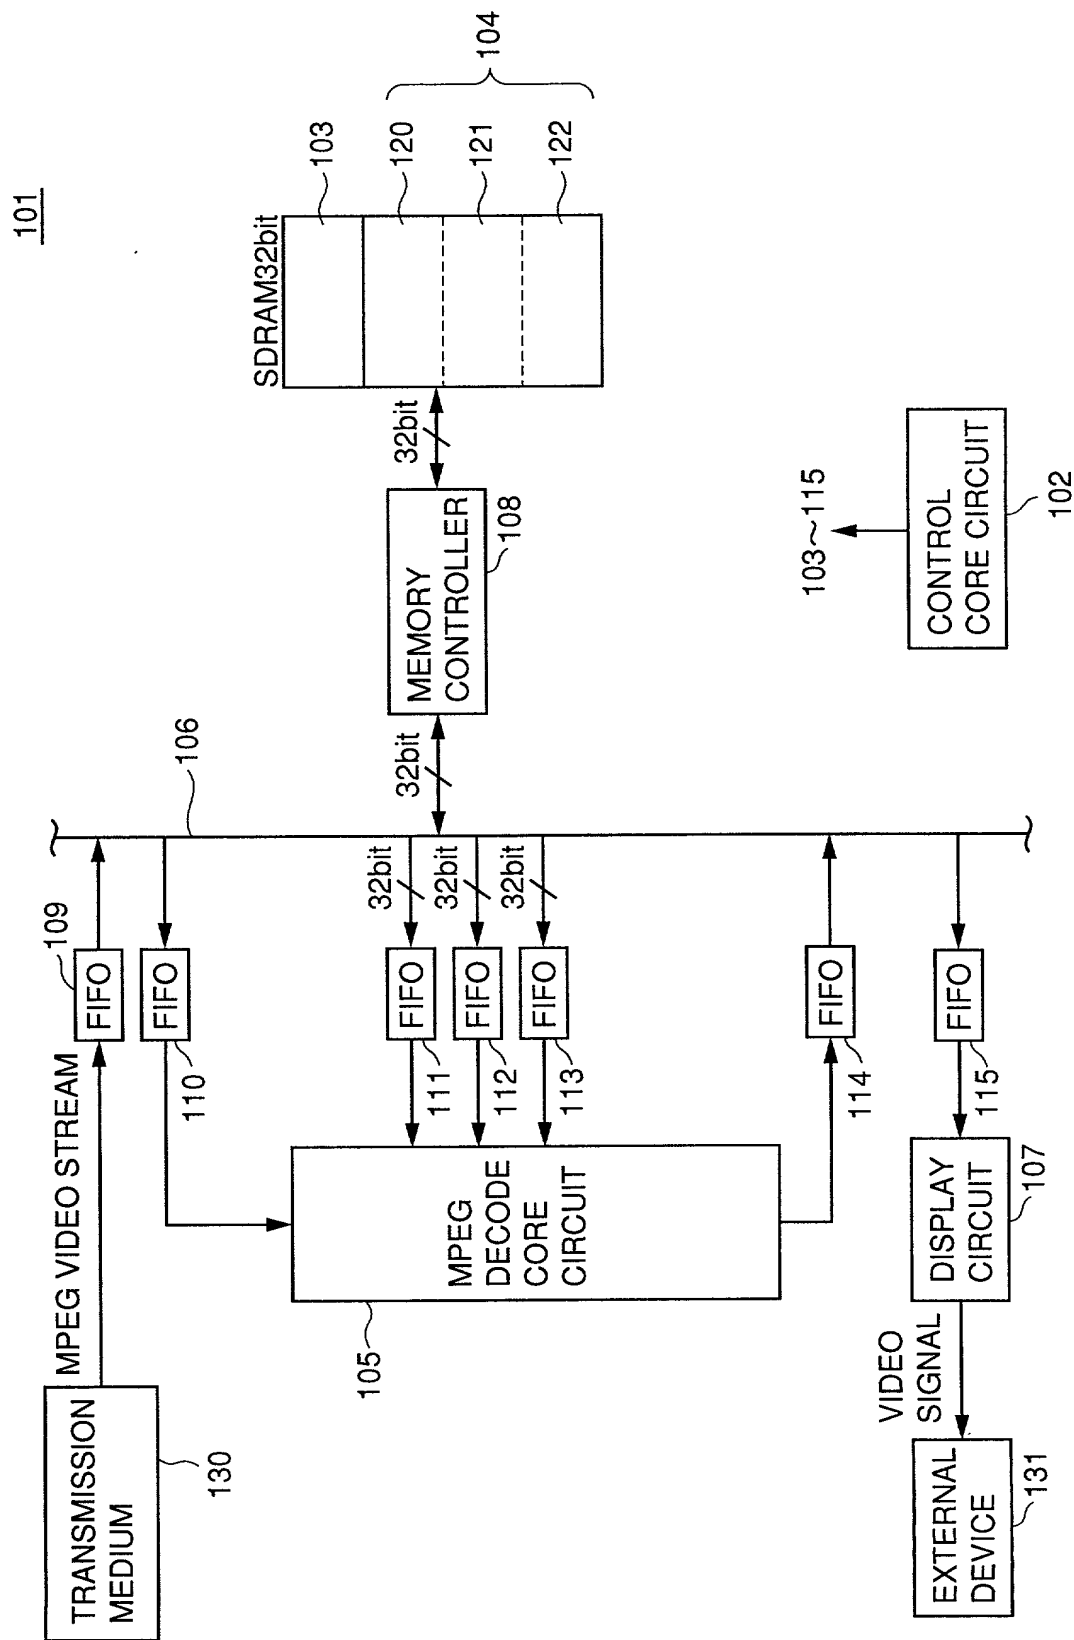 101
TRANSMISSION
MEDIUM
130
MPEG VIDEO STREAM
FIFO
109
106
FIFO
110
MPEG
DECODE
CORE
CIRCUIT
105
FIFO
111
32bit
FIFO
112
32bit
FIFO
113
32bit
32bit
MEMORY
CONTROLLER
108
32bit
SDRAM32bit
103
120
121
122
104
FIFO
114
FIFO
115
DISPLAY
CIRCUIT
107
VIDEO
SIGNAL
EXTERNAL
DEVICE
131
103~115
CONTROL
CORE CIRCUIT
102